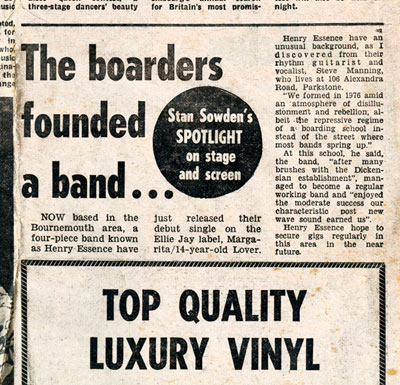 three-stage dancers' beauty
for Britain's most promis-
night.
The boarders
founded
a band . . .
Stan Sowden's
SPOTLIGHT
on stage
and screen
NOW based in the
Bournemouth area, a
four-piece band known
as Henry Essence have
just released their
debut single on the
Ellie Jay label, Marga-
rita/14-year-old Lover.
Henry Essence have an
unusual background, as I
discovered from their
rhythm guitarist and
vocalist, Steve Manning,
who lives at 106 Alexandra
Road, Parkstone.
"We formed in 1976 amid
an atmosphere of disillu-
sionment and rebellion, al-
beit the repressive regime
of a boarding school in-
stead of the street where
most bands spring up."
At this school, he said,
the band, "after many
brushes with the Dicken-
sian establishment", man-
aged to become a regular
working band and "enjoyed
the moderate success our
characteristic post new
wave sound earned us".
Henry Essence hope to
secure gigs regularly in
this area in the near
future.
TOP QUALITY
LUXURY VINYL